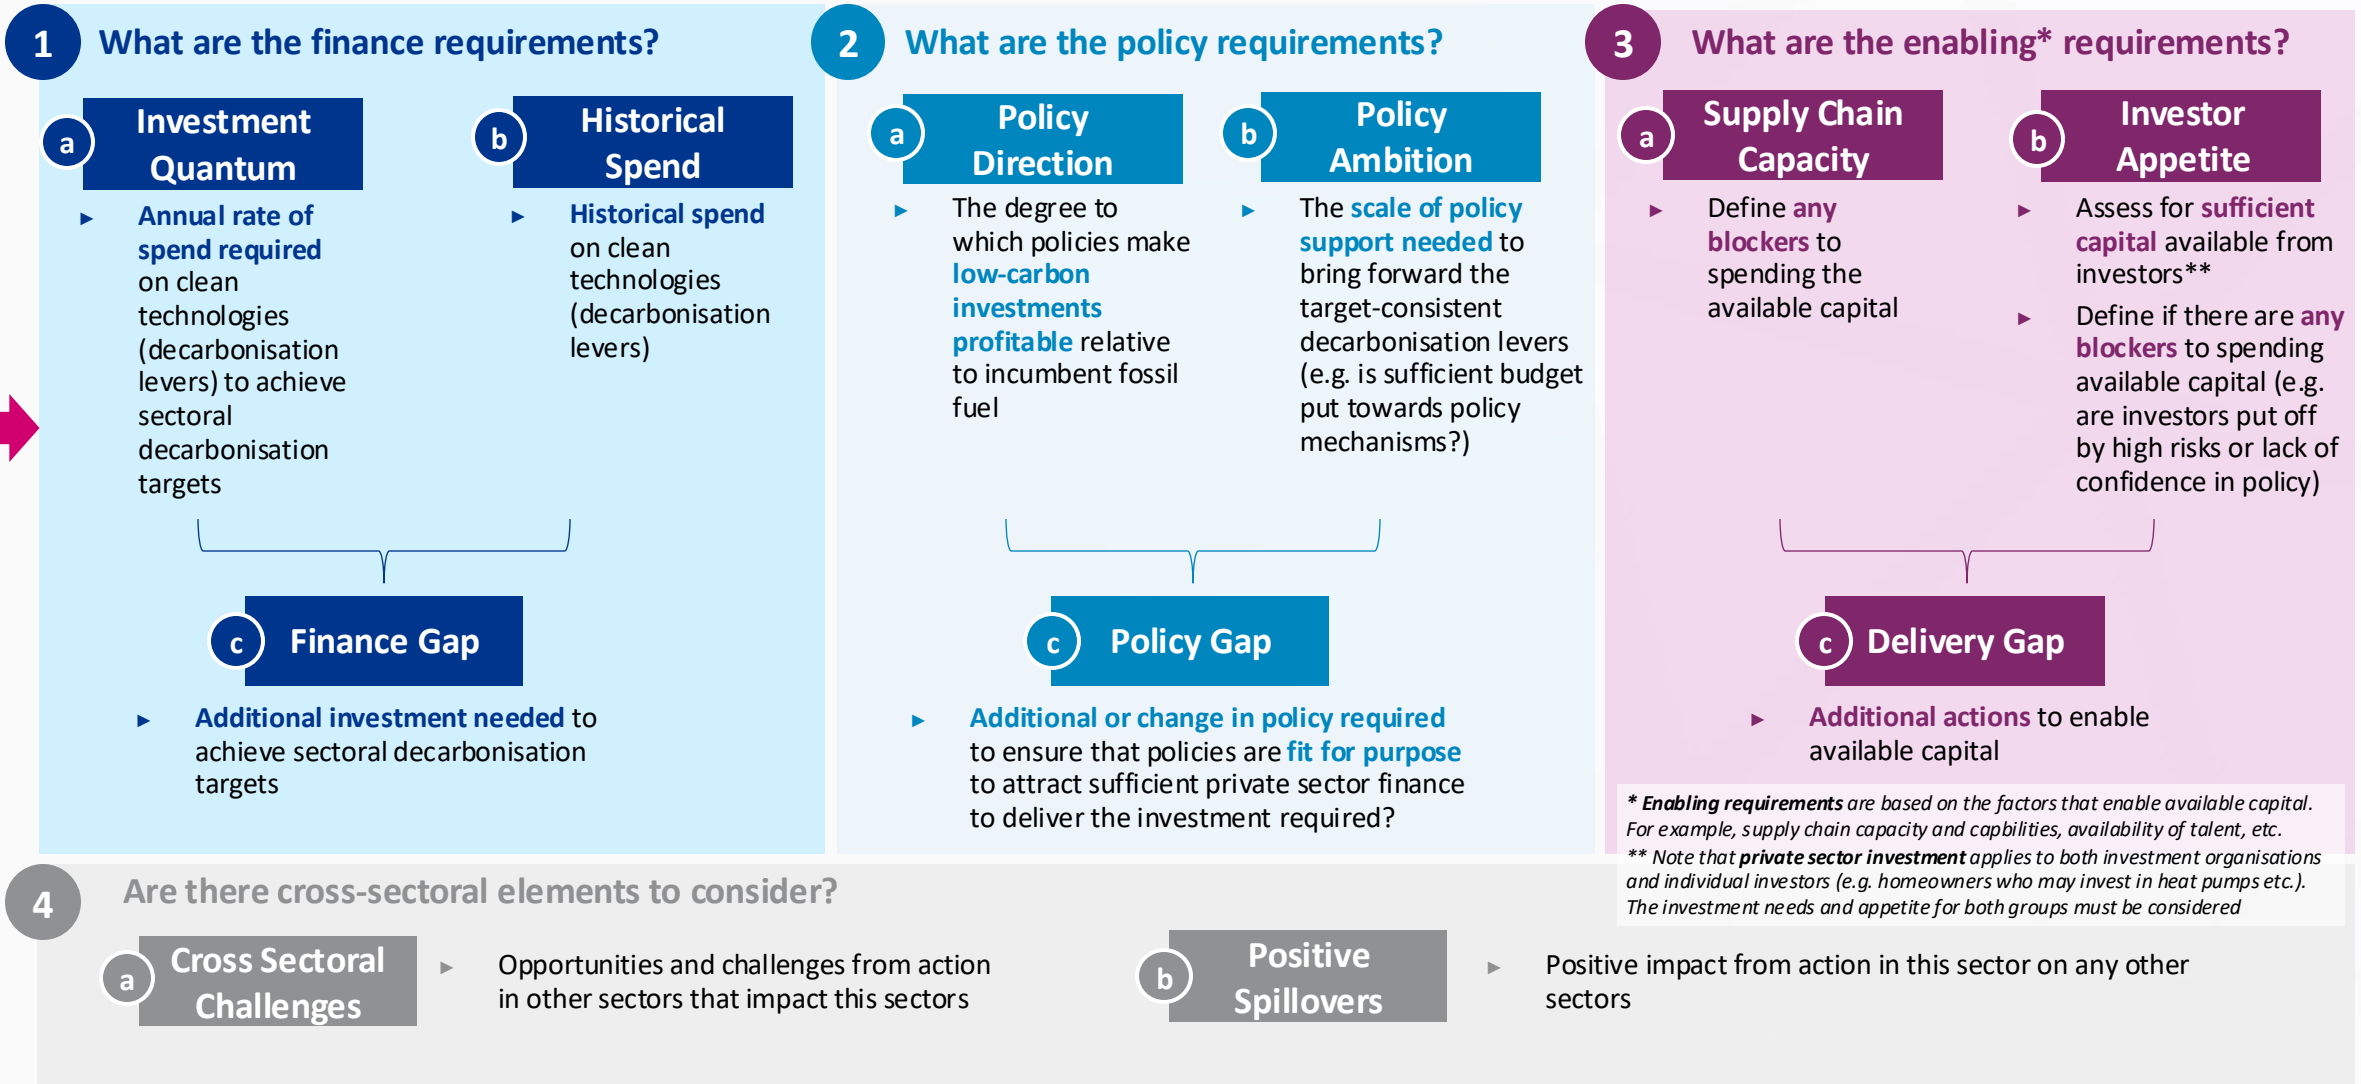 1
What are the finance requirements?
a
Investment
Quantum
Annual rate of
spend required
on clean
technologies
(decarbonisation
levers) to achieve
sectoral
decarbonisation
targets
b
Historical
Spend
Historical spend
on clean
technologies
(decarbonisation
levers)
c
Finance Gap
Additional investment needed to
achieve sectoral decarbonisation
targets
2
What are the policy requirements?
a
Policy
Direction
The degree to
which policies make
low-carbon
investments
profitable relative
to incumbent fossil
fuel
b
Policy
Ambition
The scale of policy
support needed to
bring forward the
target-consistent
decarbonisation levers
(e.g. is sufficient budget
put towards policy
mechanisms?)
c
Policy Gap
Additional or change in policy required
to ensure that policies are fit for purpose
to attract sufficient private sector finance
to deliver the investment required?
3
What are the enabling* requirements?
a
Supply Chain
Capacity
Define any
blockers to
spending the
available capital
b
Investor
Appetite
Assess for sufficient
capital available from
investors**
Define if there are any
blockers to spending
available capital (e.g.
are investors put off
by high risks or lack of
confidence in policy)
c
Delivery Gap
Additional actions to enable
available capital
* Enabling requirements are based on the factors that enable available capital.
For example, supply chain capacity and capbilities, availability of talent, etc.
** Note that private sector investment applies to both investment organisations
and individual investors (e.g. homeowners who may invest in heat pumps etc.).
The investment needs and appetite for both groups must be considered
4
Are there cross-sectoral elements to consider?
a
Cross Sectoral
Challenges
Opportunities and challenges from action
in other sectors that impact this sectors
b
Positive
Spillovers
Positive impact from action in this sector on any other
sectors